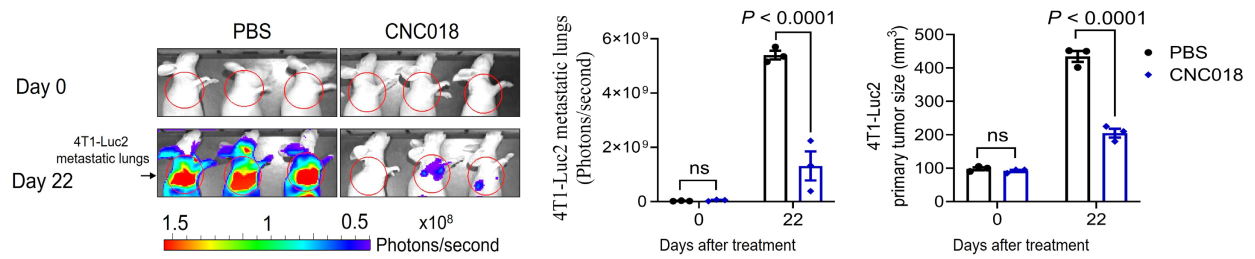 PBS CNC018
Day 0
4T1-Luc2
metastatic lungs
Day 22
1.5 1 0.5 x10⁸
Photons/second
4T1-Luc2 metastatic lungs
(Photons/second)
6×10⁹
4×10⁹
2×10⁹
0
ns
P < 0.0001
0 22
Days after treatment
4T1-Luc2
primary tumor size (mm³)
500
400
300
200
100
0
ns
P < 0.0001
0 22
Days after treatment
PBS
CNC018